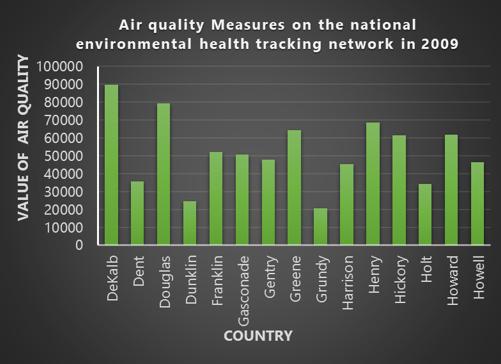 Air quality Measures on the national
environmental health tracking network in 2009
VALUE OF AIR QUALITY
100000
90000
80000
70000
60000
50000
40000
30000
20000
10000
0
DeKalb
Dent
Douglas
Dunklin
Franklin
Gasconade
Gentry
Greene
Grundy
Harrison
Henry
Hickory
Holt
Howard
Howell
COUNTRY